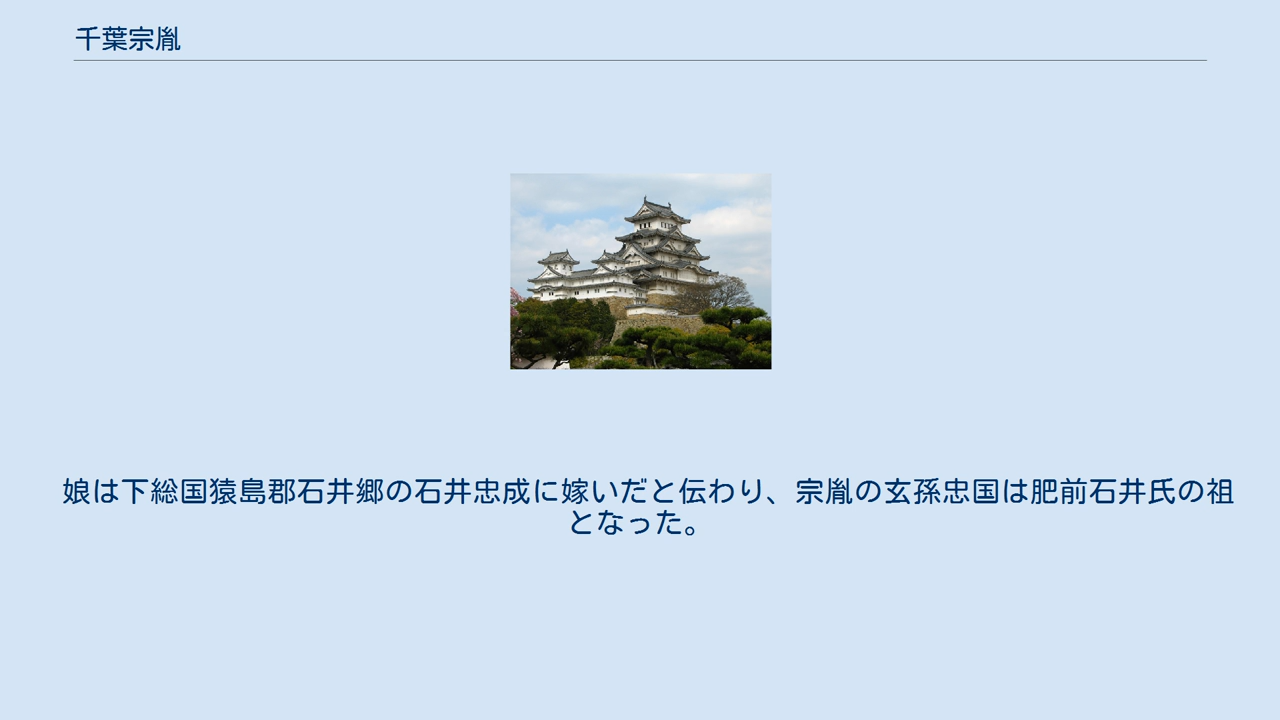 千葉宗胤
娘は下総国猿島郡石井郷の石井忠成に嫁いだと伝わり、宗胤の玄孫忠国は肥前石井氏の祖
となった。